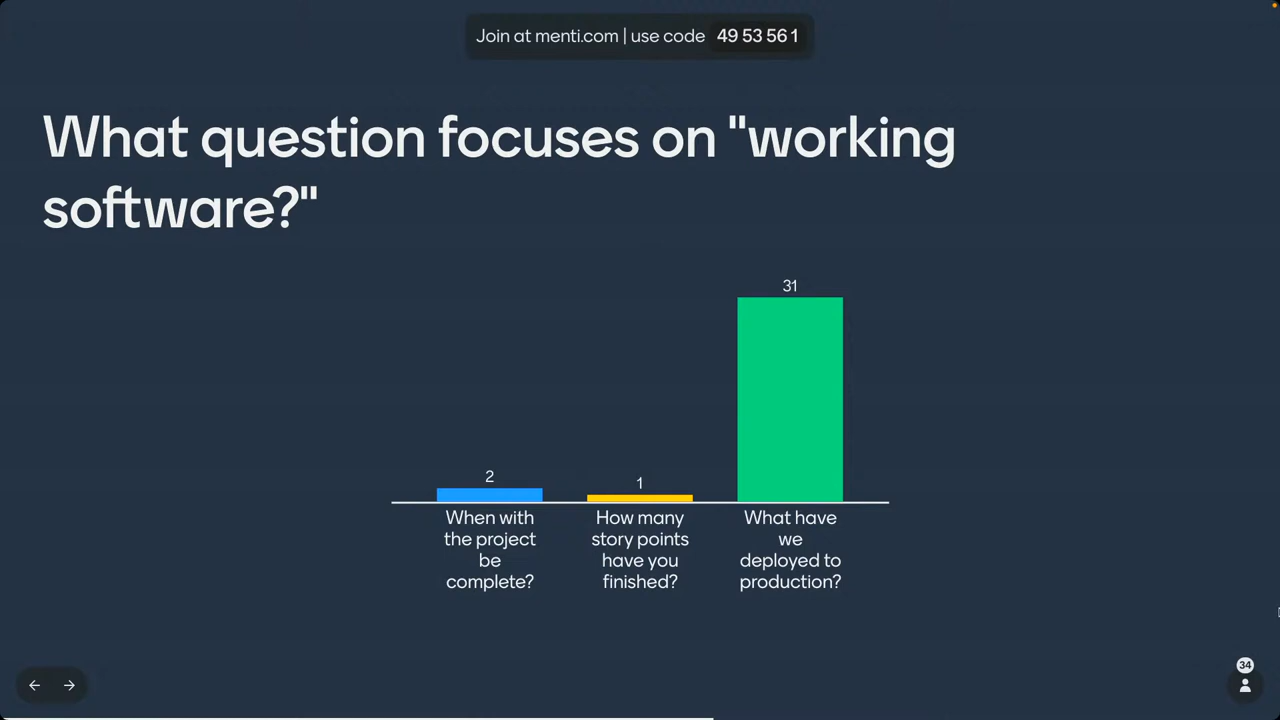 Join at menti.com | use code 49 53 56 1
What question focuses on "working
software?"
31
2
1
When with
the project
be
complete?
How many
story points
have you
finished?
What have
we
deployed to
production?
34